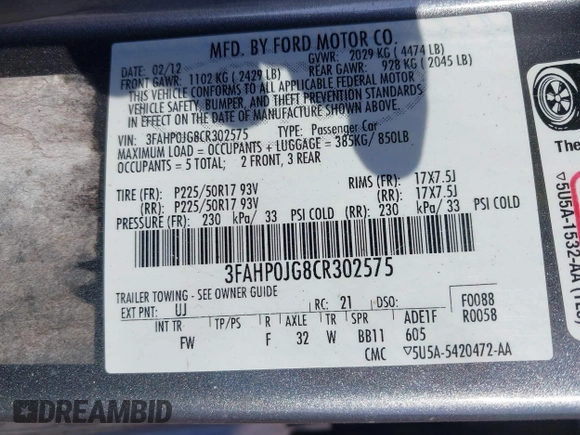 MFD. BY FORD MOTOR CO.
DATE: 02/12 GVWR: 2029 KG (4474 LB)
FRONT GAWR: 1102 KG (2429 LB) REAR GAWR: 928 KG (2045 LB)
THIS VEHICLE CONFORMS TO ALL APPLICABLE FEDERAL MOTOR
VEHICLE SAFETY, BUMPER, AND THEFT PREVENTION STANDARDS
IN EFFECT ON THE DATE OF MANUFACTURE SHOWN ABOVE.
VIN: 3FAHP0JG8CR302575 TYPE: Passenger Car
MAXIMUM LOAD = OCCUPANTS + LUGGAGE = 385KG/ 850LB
OCCUPANTS = 5 TOTAL; 2 FRONT, 3 REAR
TIRE (FR): P225/50R17 93V RIMS (FR): 17X7.5J
(RR): P225/50R17 93V (RR): 17X7.5J
PRESSURE (FR): 230 kPa/ 33 PSI COLD (RR): 230 kPa/ 33 PSI COLD
3FAHP0JG8CR302575
TRAILER TOWING - SEE OWNER GUIDE
EXT PNT: UJ RC: 21 DSO: F0088
R0058
INT TR TP/PS R AXLE TR SPR ADE1F
FW F 32 W BB11 605
CMC ▽5U5A-5420472-AA
The
▽5U5A-1532-AA
DREAMBID